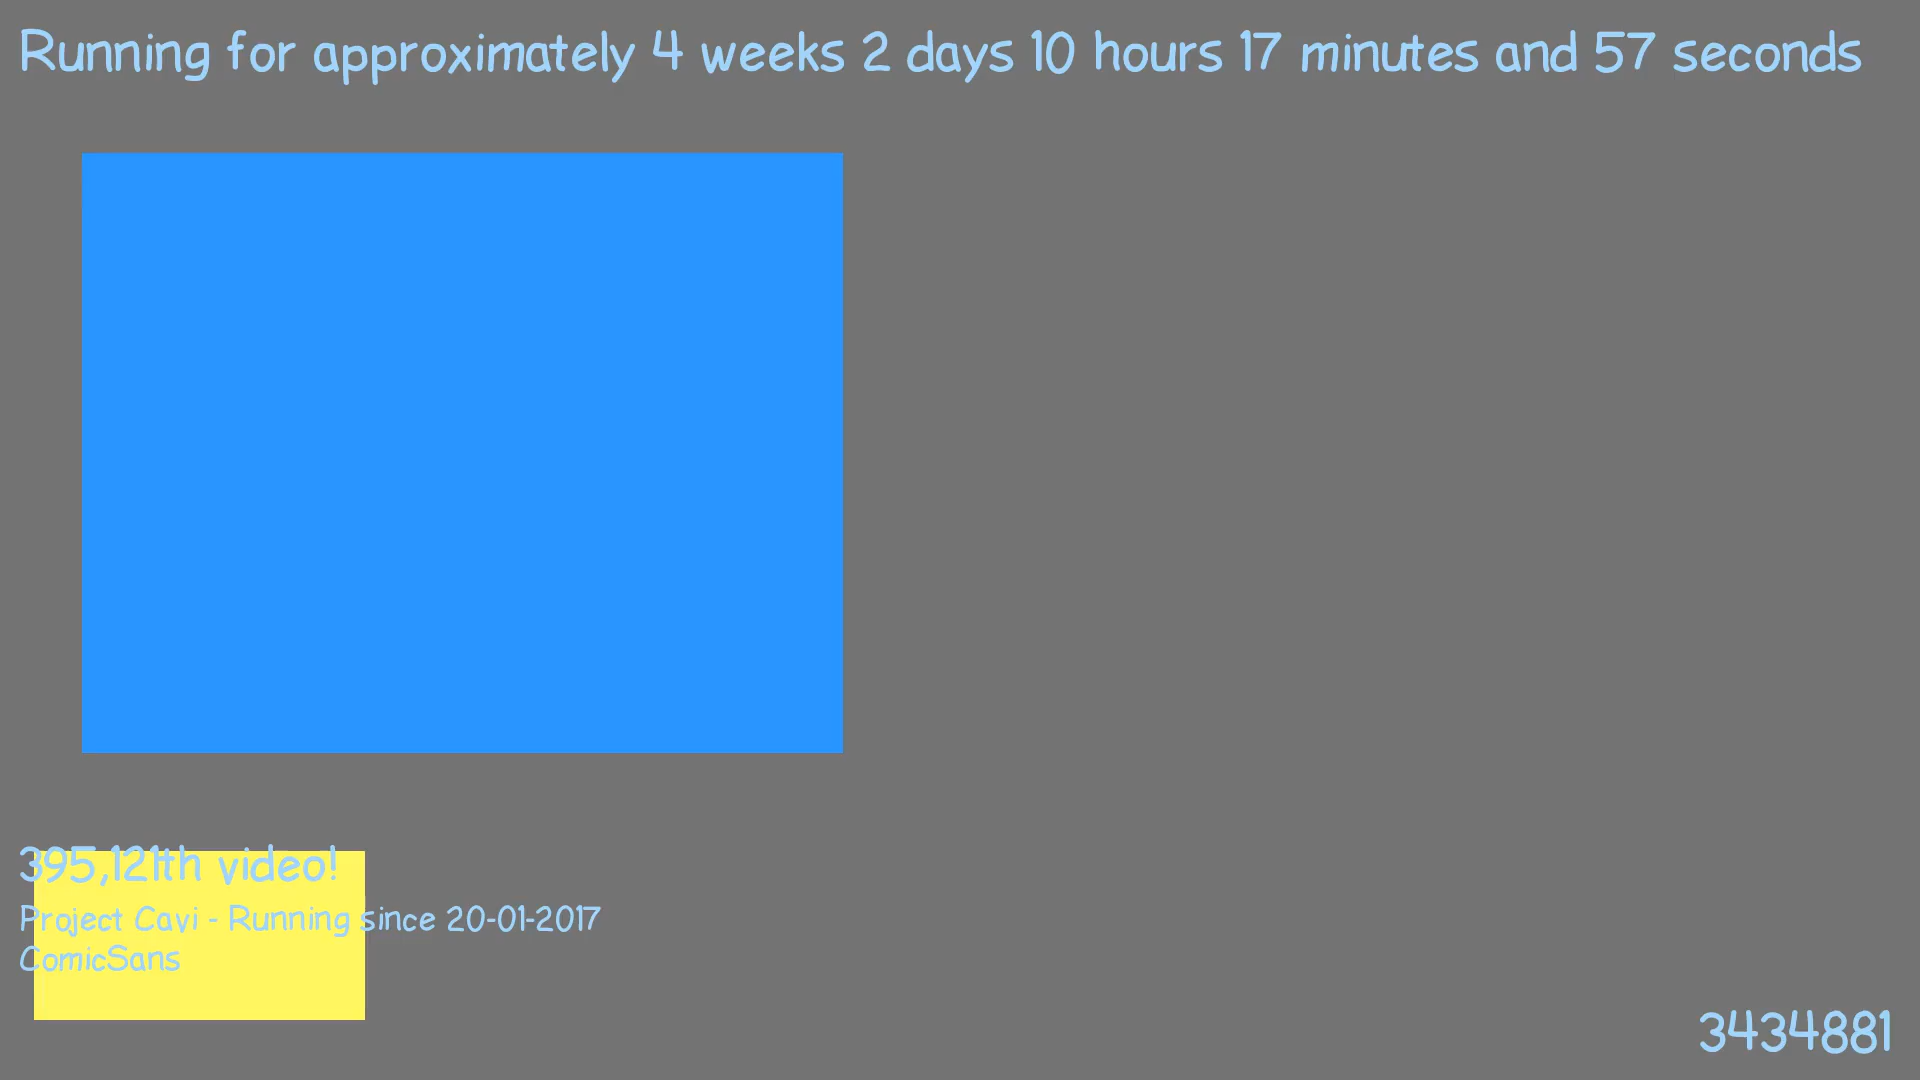 Running for approximately 4 weeks 2 days 10 hours 17 minutes and 57 seconds
395,121th video!
Project Cavi - Running since 20-01-2017
ComicSans
3434881